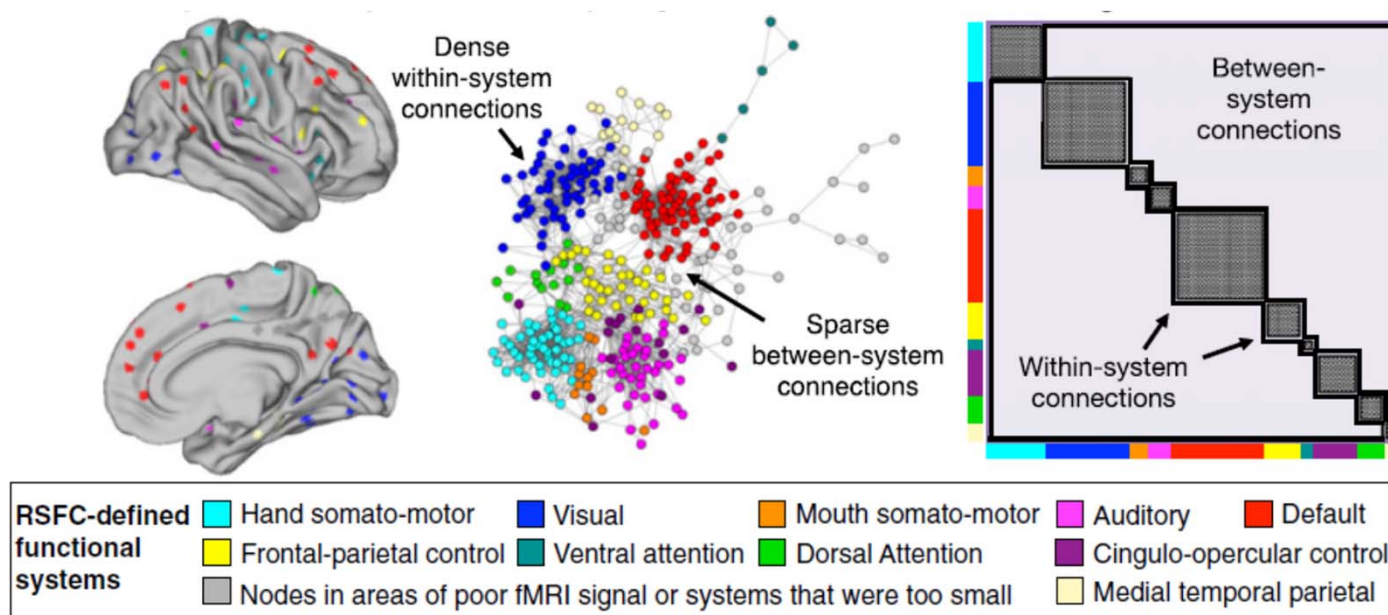 Dense
within-system
connections
Sparse
between-system
connections
Between-
system
connections
Within-system
connections
RSFC-defined
functional
systems
Hand somato-motor
Visual
Mouth somato-motor
Auditory
Default
Frontal-parietal control
Ventral attention
Dorsal Attention
Cingulo-opercular control
Nodes in areas of poor fMRI signal or systems that were too small
Medial temporal parietal